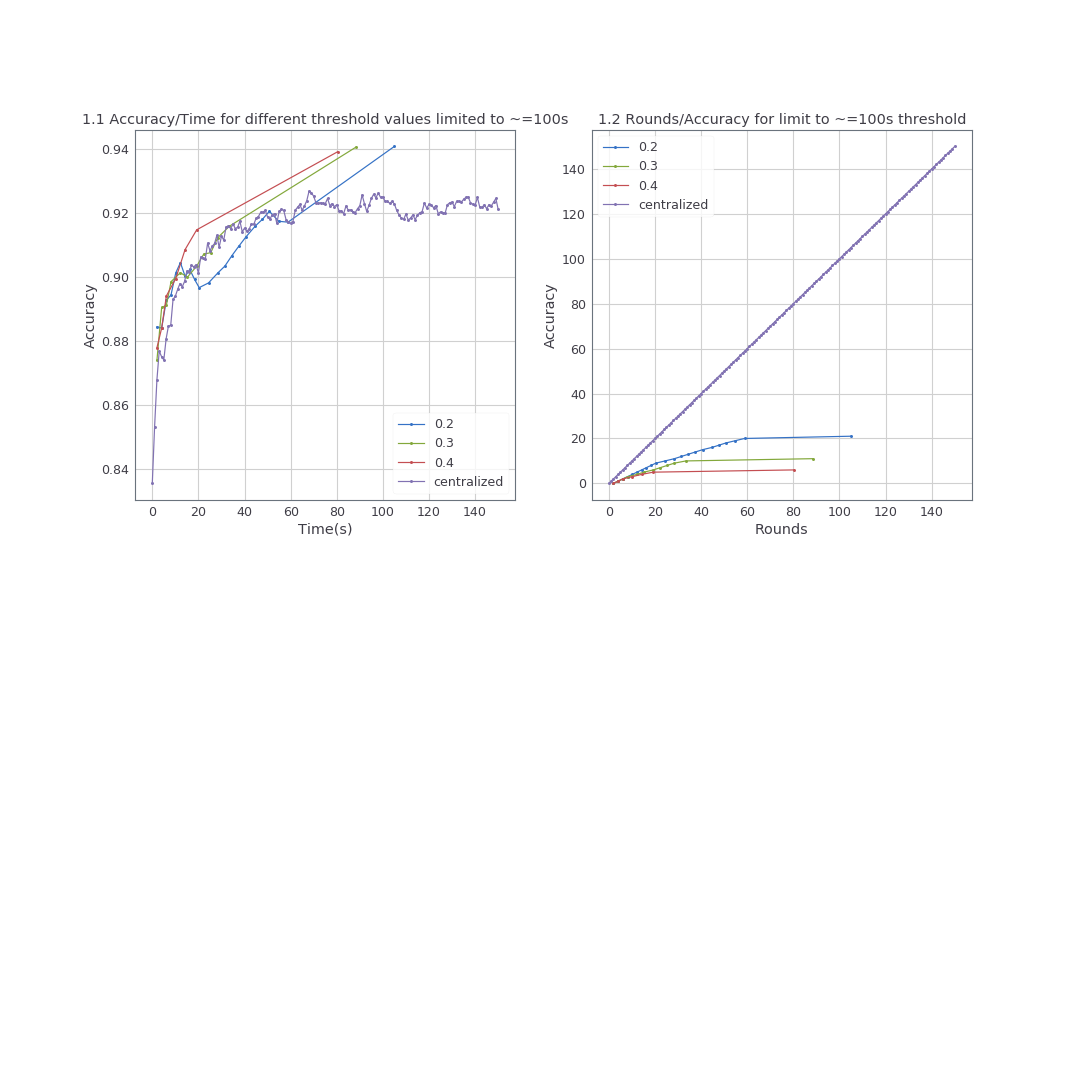 1.1 Accuracy/Time for different threshold values limited to ~=100s
0.94
0.92
0.90
0.88
0.86
0.84
Accuracy
0 20 40 60 80 100 120 140
Time(s)
0.2
0.3
0.4
centralized
1.2 Rounds/Accuracy for limit to ~=100s threshold
140
120
100
80
60
40
20
0
Accuracy
0 20 40 60 80 100 120 140
Rounds
0.2
0.3
0.4
centralized